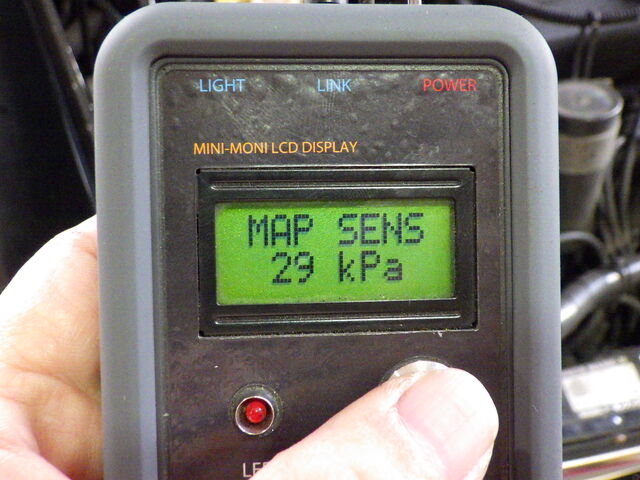 LIGHT LINK POWER
MINI-MONI LCD DISPLAY
MAP SENS
29 kPa